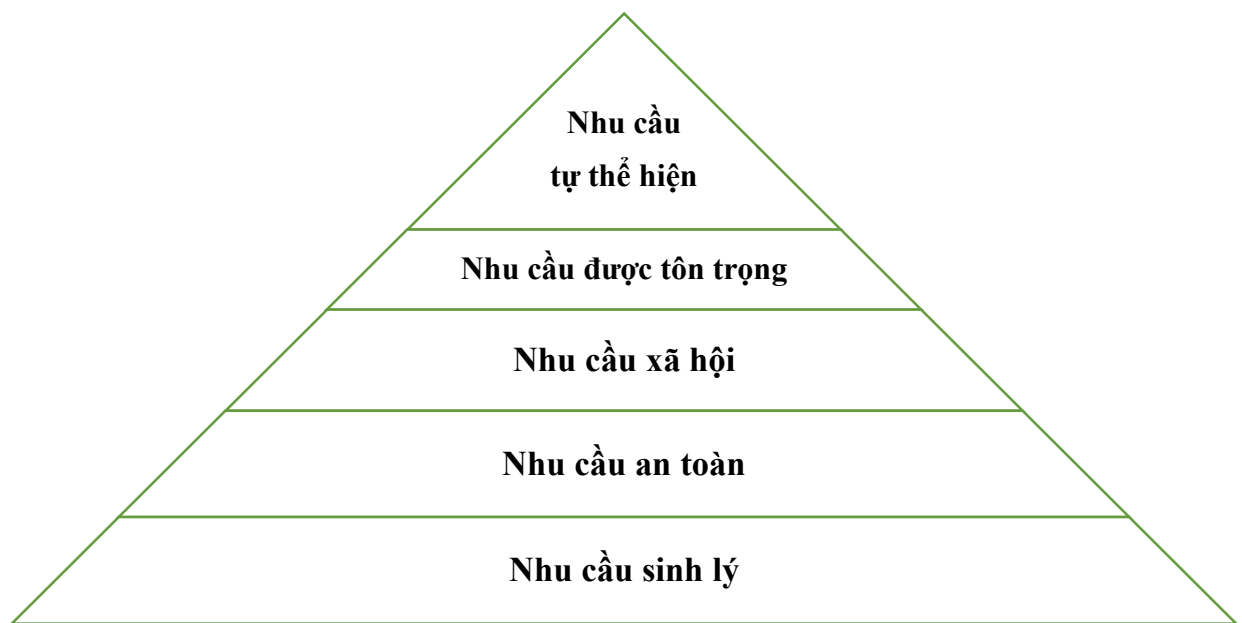 Nhu cầu
tự thể hiện
Nhu cầu được tôn trọng
Nhu cầu xã hội
Nhu cầu an toàn
Nhu cầu sinh lý